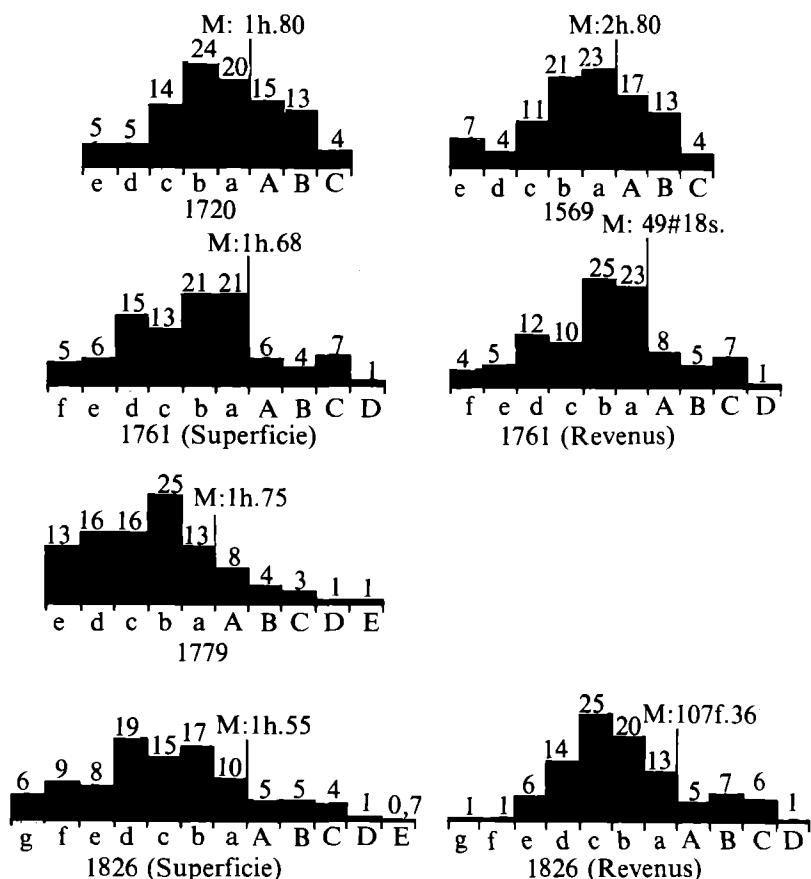 M: 1h.80
24
20
14
15
13
5 5
4
e d c b a A B C
1720
M:2h.80
21 23
17
11
13
7
4
4
e d c b a A B C
1569
M:1h.68
21 21
15
13
5 6
6
4
7
1
f e d c b a A B C D
1761 (Superficie)
M: 49#18s.
25
23
12
10
4 5
8
5
7
1
f e d c b a A B C D
1761 (Revenus)
M:1h.75
25
13 16 16
13
8
4
3
1 1
e d c b a A B C D E
1779
M:1h.55
19
15
17
6
9
8
10
5 5 4
1 0,7
g f e d c b a A B C D E
1826 (Superficie)
M:107f.36
25
20
14
13
1 1
6
5
7
6
1
g f e d c b a A B C D
1826 (Revenus)